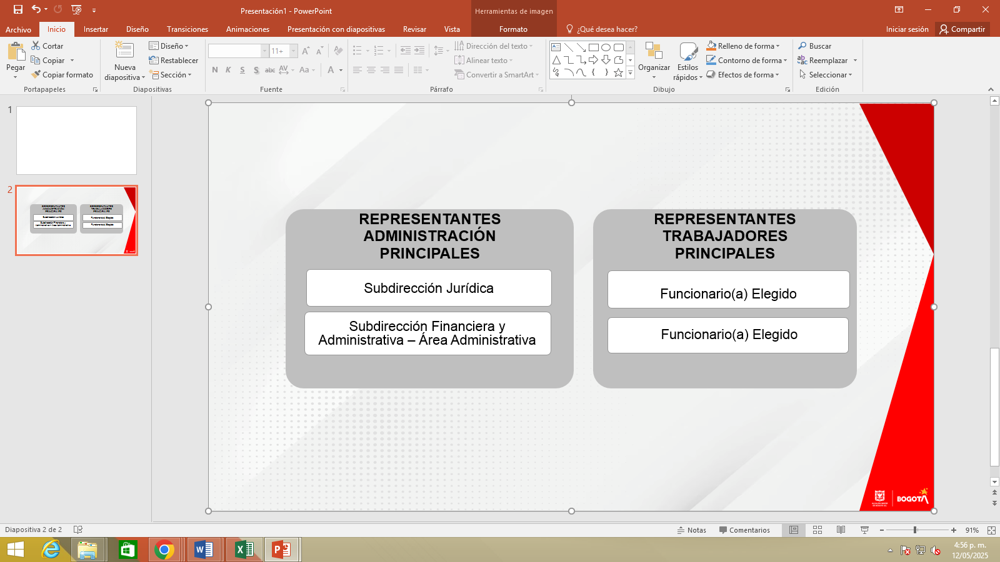 Presentación1 - PowerPoint
Herramientas de imagen
Archivo
Inicio
Insertar
Diseño
Transiciones
Animaciones
Presentación con diapositivas
Revisar
Vista
Formato
¿Qué desea hacer?
Iniciar sesión
Compartir
Pegar
Cortar
Copiar
Copiar formato
Portapapeles
Nueva
diapositiva
Diseño
Restablecer
Sección
Diapositivas
11+
N K S S abc AV Aa A
Fuente
Dirección del texto
Alinear texto
Convertir a SmartArt
Párrafo
Organizar
Estilos
rápidos
Relleno de forma
Contorno de forma
Efectos de forma
Dibujo
Buscar
Reemplazar
Seleccionar
Edición
1
2
REPRESENTANTES
ADMINISTRACIÓN
PRINCIPALES
Subdirección Jurídica
Subdirección Financiera y
Administrativa – Área Administrativa
REPRESENTANTES
TRABAJADORES
PRINCIPALES
Funcionario(a) Elegido
Funcionario(a) Elegido
BOGOTÁ
Diapositiva 2 de 2
Notas
Comentarios
91%
4:56 p. m.
12/05/2025